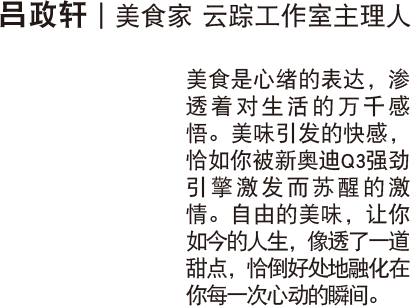 吕政轩 | 美食家 云踪工作室主理人
美食是心绪的表达，渗
透着对生活的万千感
悟。美味引发的快感，
恰如你被新奥迪Q3强劲
引擎激发而苏醒的激
情。自由的美味，让你
如今的人生，像透了一道
甜点，恰倒好处地融化在
你每一次心动的瞬间。